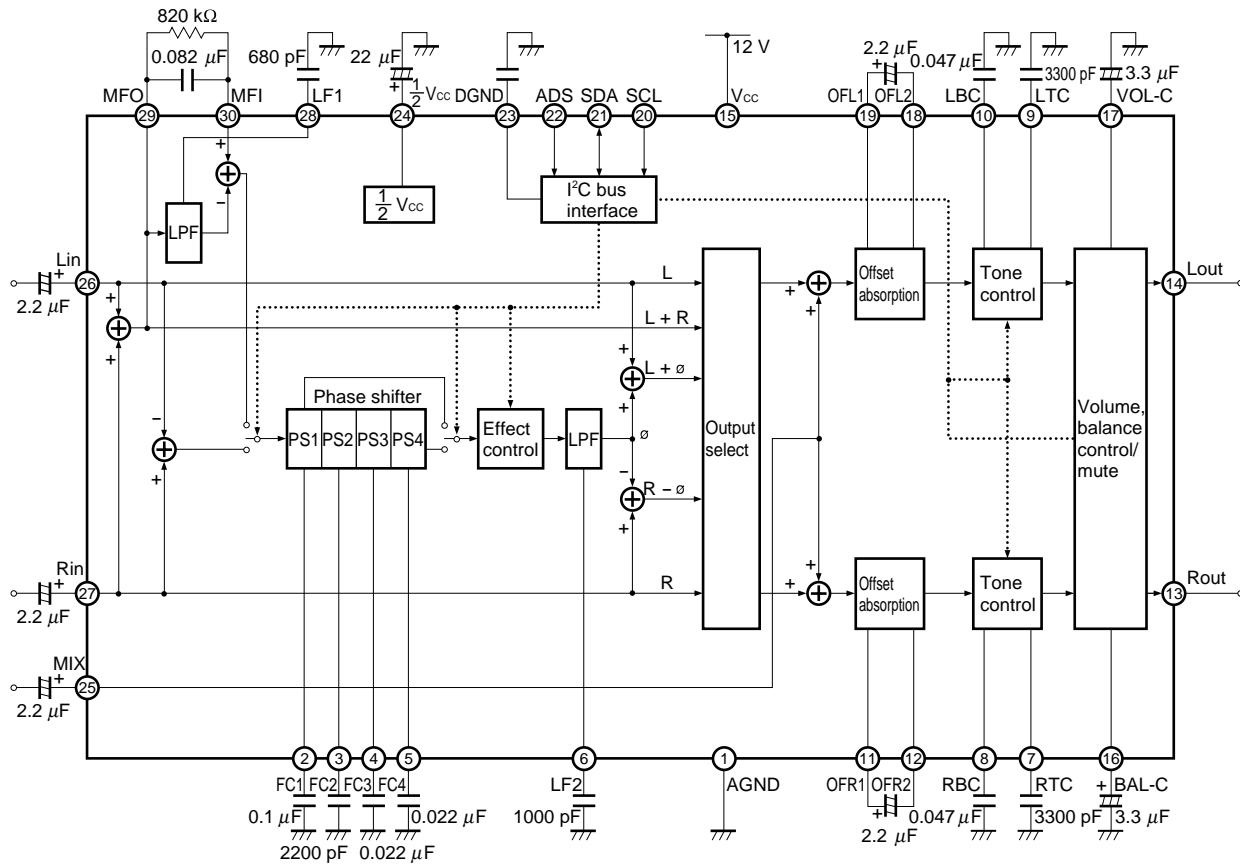 820 kΩ
0.082 μF
680 pF
22 μF
+
1/2 Vcc
12 V
2.2 μF
+
0.047 μF
3300 pF
3.3 μF
MFO
MFI
LF1
DGND
ADS
SDA
SCL
Vcc
OFL1
OFL2
LBC
LTC
VOL-C
29
30
28
24
23
22
21
20
15
19
18
10
9
17
+
−
LPF
1/2 Vcc
I²C bus
interface
Lin
+
26
2.2 μF
L
Offset
absorption
Tone
control
Lout
14
+
+
+
+
L + R
+
L + ø
+
Phase shifter
PS1
PS2
PS3
PS4
Effect
control
LPF
ø
Output
select
Volume,
balance
control/
mute
−
+
−
R − ø
+
Rin
+
27
2.2 μF
R
+
+
Offset
absorption
Tone
control
Rout
13
MIX
+
25
2.2 μF
2
3
4
5
6
1
11
12
8
7
16
FC1
FC2
FC3
FC4
LF2
AGND
OFR1
OFR2
RBC
RTC
+ BAL-C
0.1 μF
2200 pF
0.022 μF
0.022 μF
1000 pF
+
2.2 μF
0.047 μF
3300 pF
3.3 μF